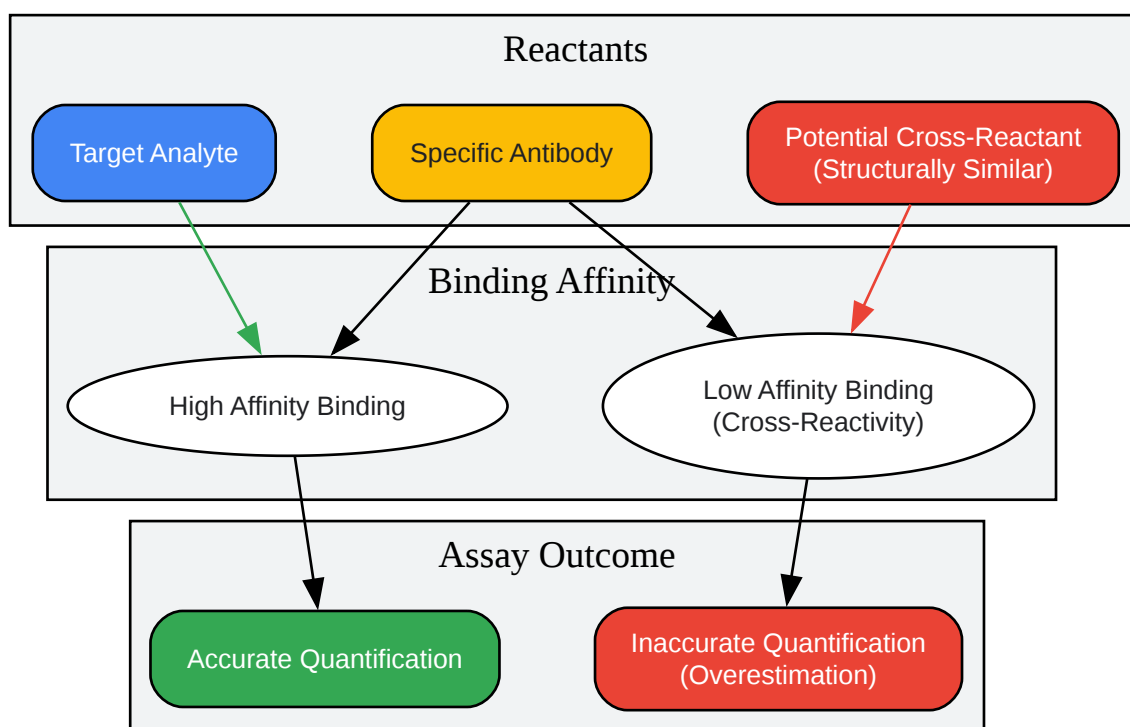 Reactants
Target Analyte
Specific Antibody
Potential Cross-Reactant
(Structurally Similar)
Binding Affinity
High Affinity Binding
Low Affinity Binding
(Cross-Reactivity)
Assay Outcome
Accurate Quantification
Inaccurate Quantification
(Overestimation)